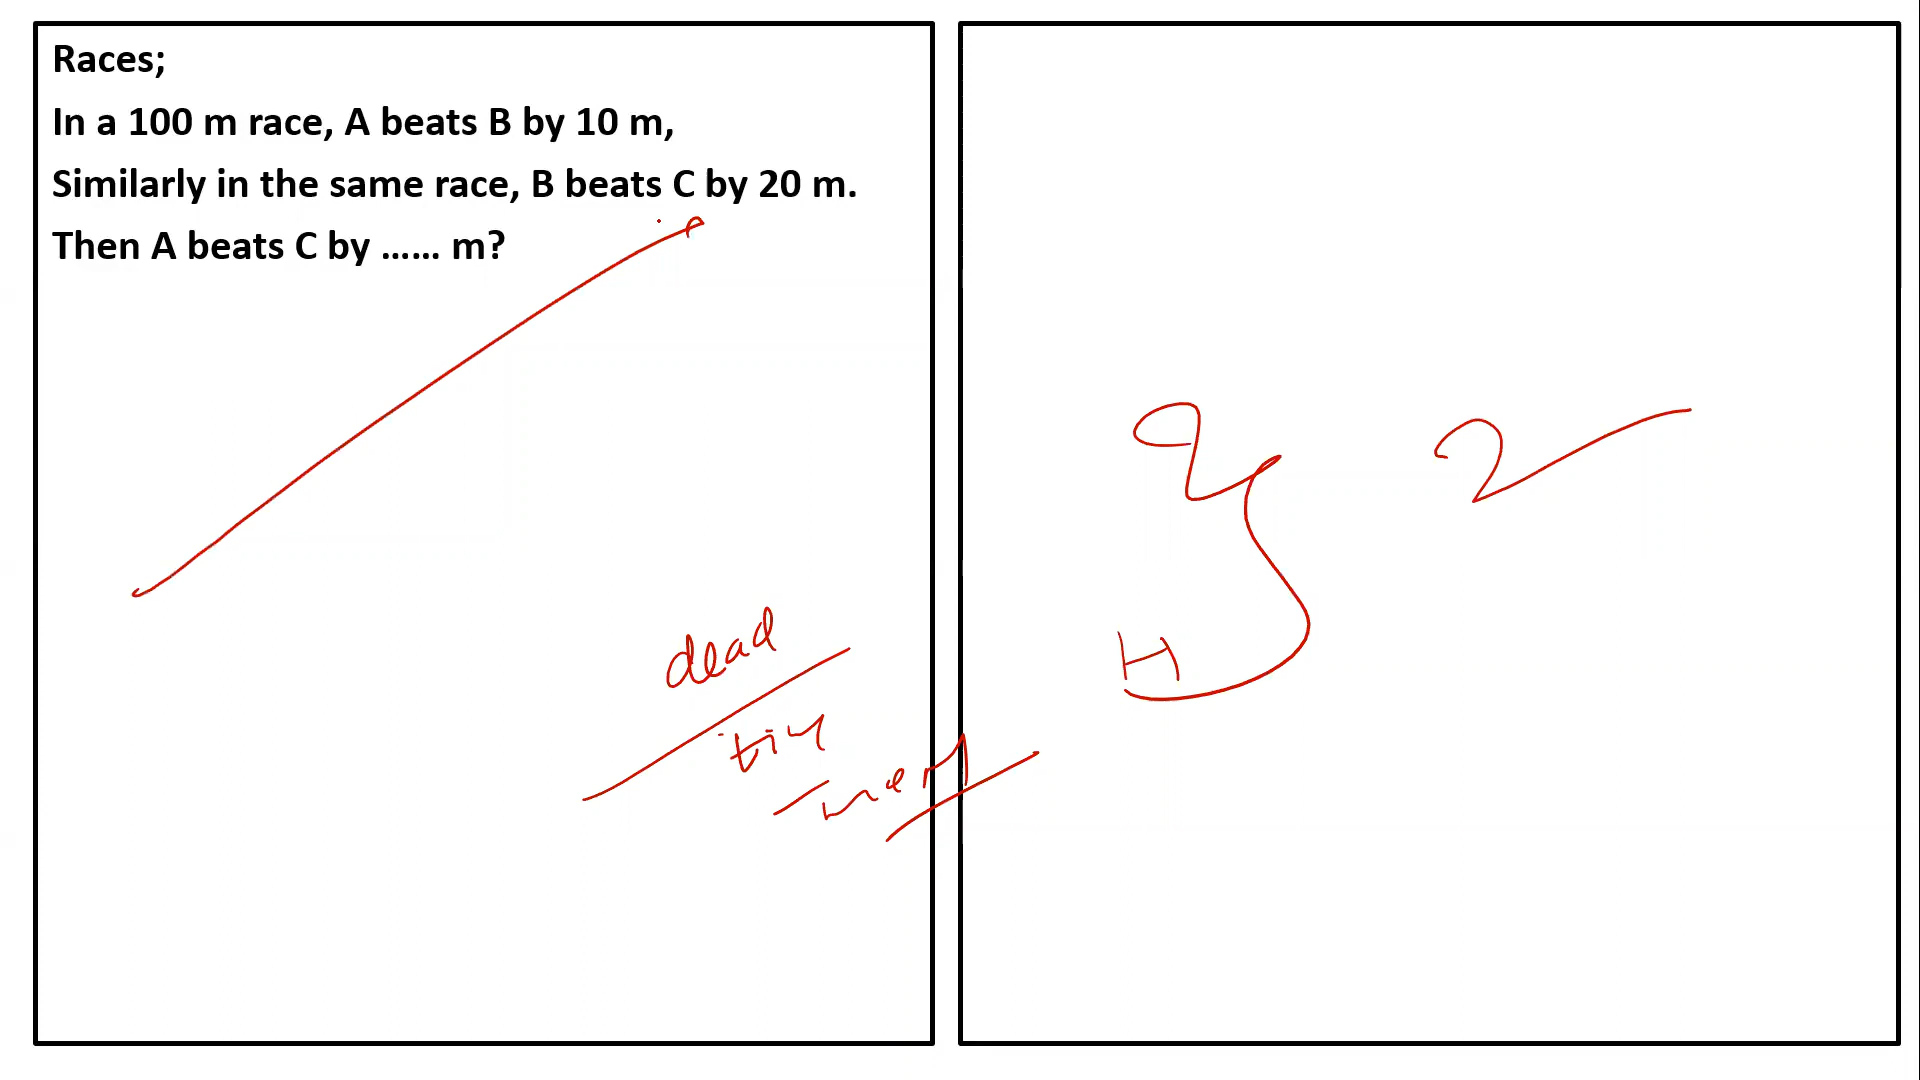 Races;
In a 100 m race, A beats B by 10 m,
Similarly in the same race, B beats C by 20 m.
Then A beats C by ...... m?
2
dead
H